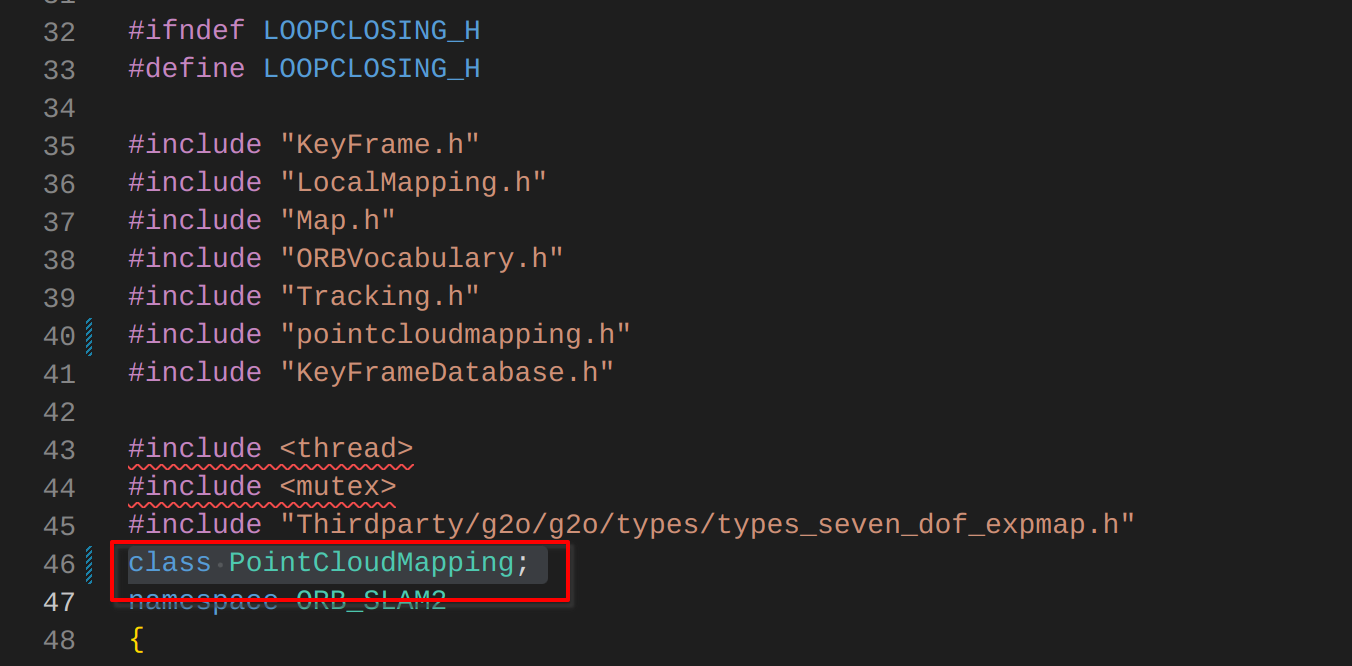 31
32 #ifndef LOOPCLOSING_H
33 #define LOOPCLOSING_H
34
35 #include "KeyFrame.h"
36 #include "LocalMapping.h"
37 #include "Map.h"
38 #include "ORBVocabulary.h"
39 #include "Tracking.h"
40 #include "pointcloudmapping.h"
41 #include "KeyFrameDatabase.h"
42
43 #include <thread>
44 #include <mutex>
45 #include "Thirdparty/g2o/g2o/types/types_seven_dof_expmap.h"
46 class PointCloudMapping;
47 namespace ORB_SLAM2
48 {